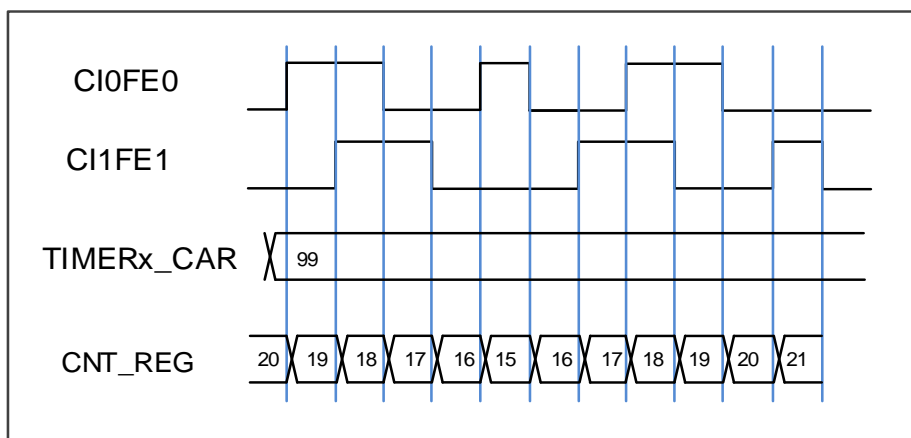 CI0FE0
CI1FE1
TIMERx_CAR 99
CNT_REG 20 19 18 17 16 15 16 17 18 19 20 21